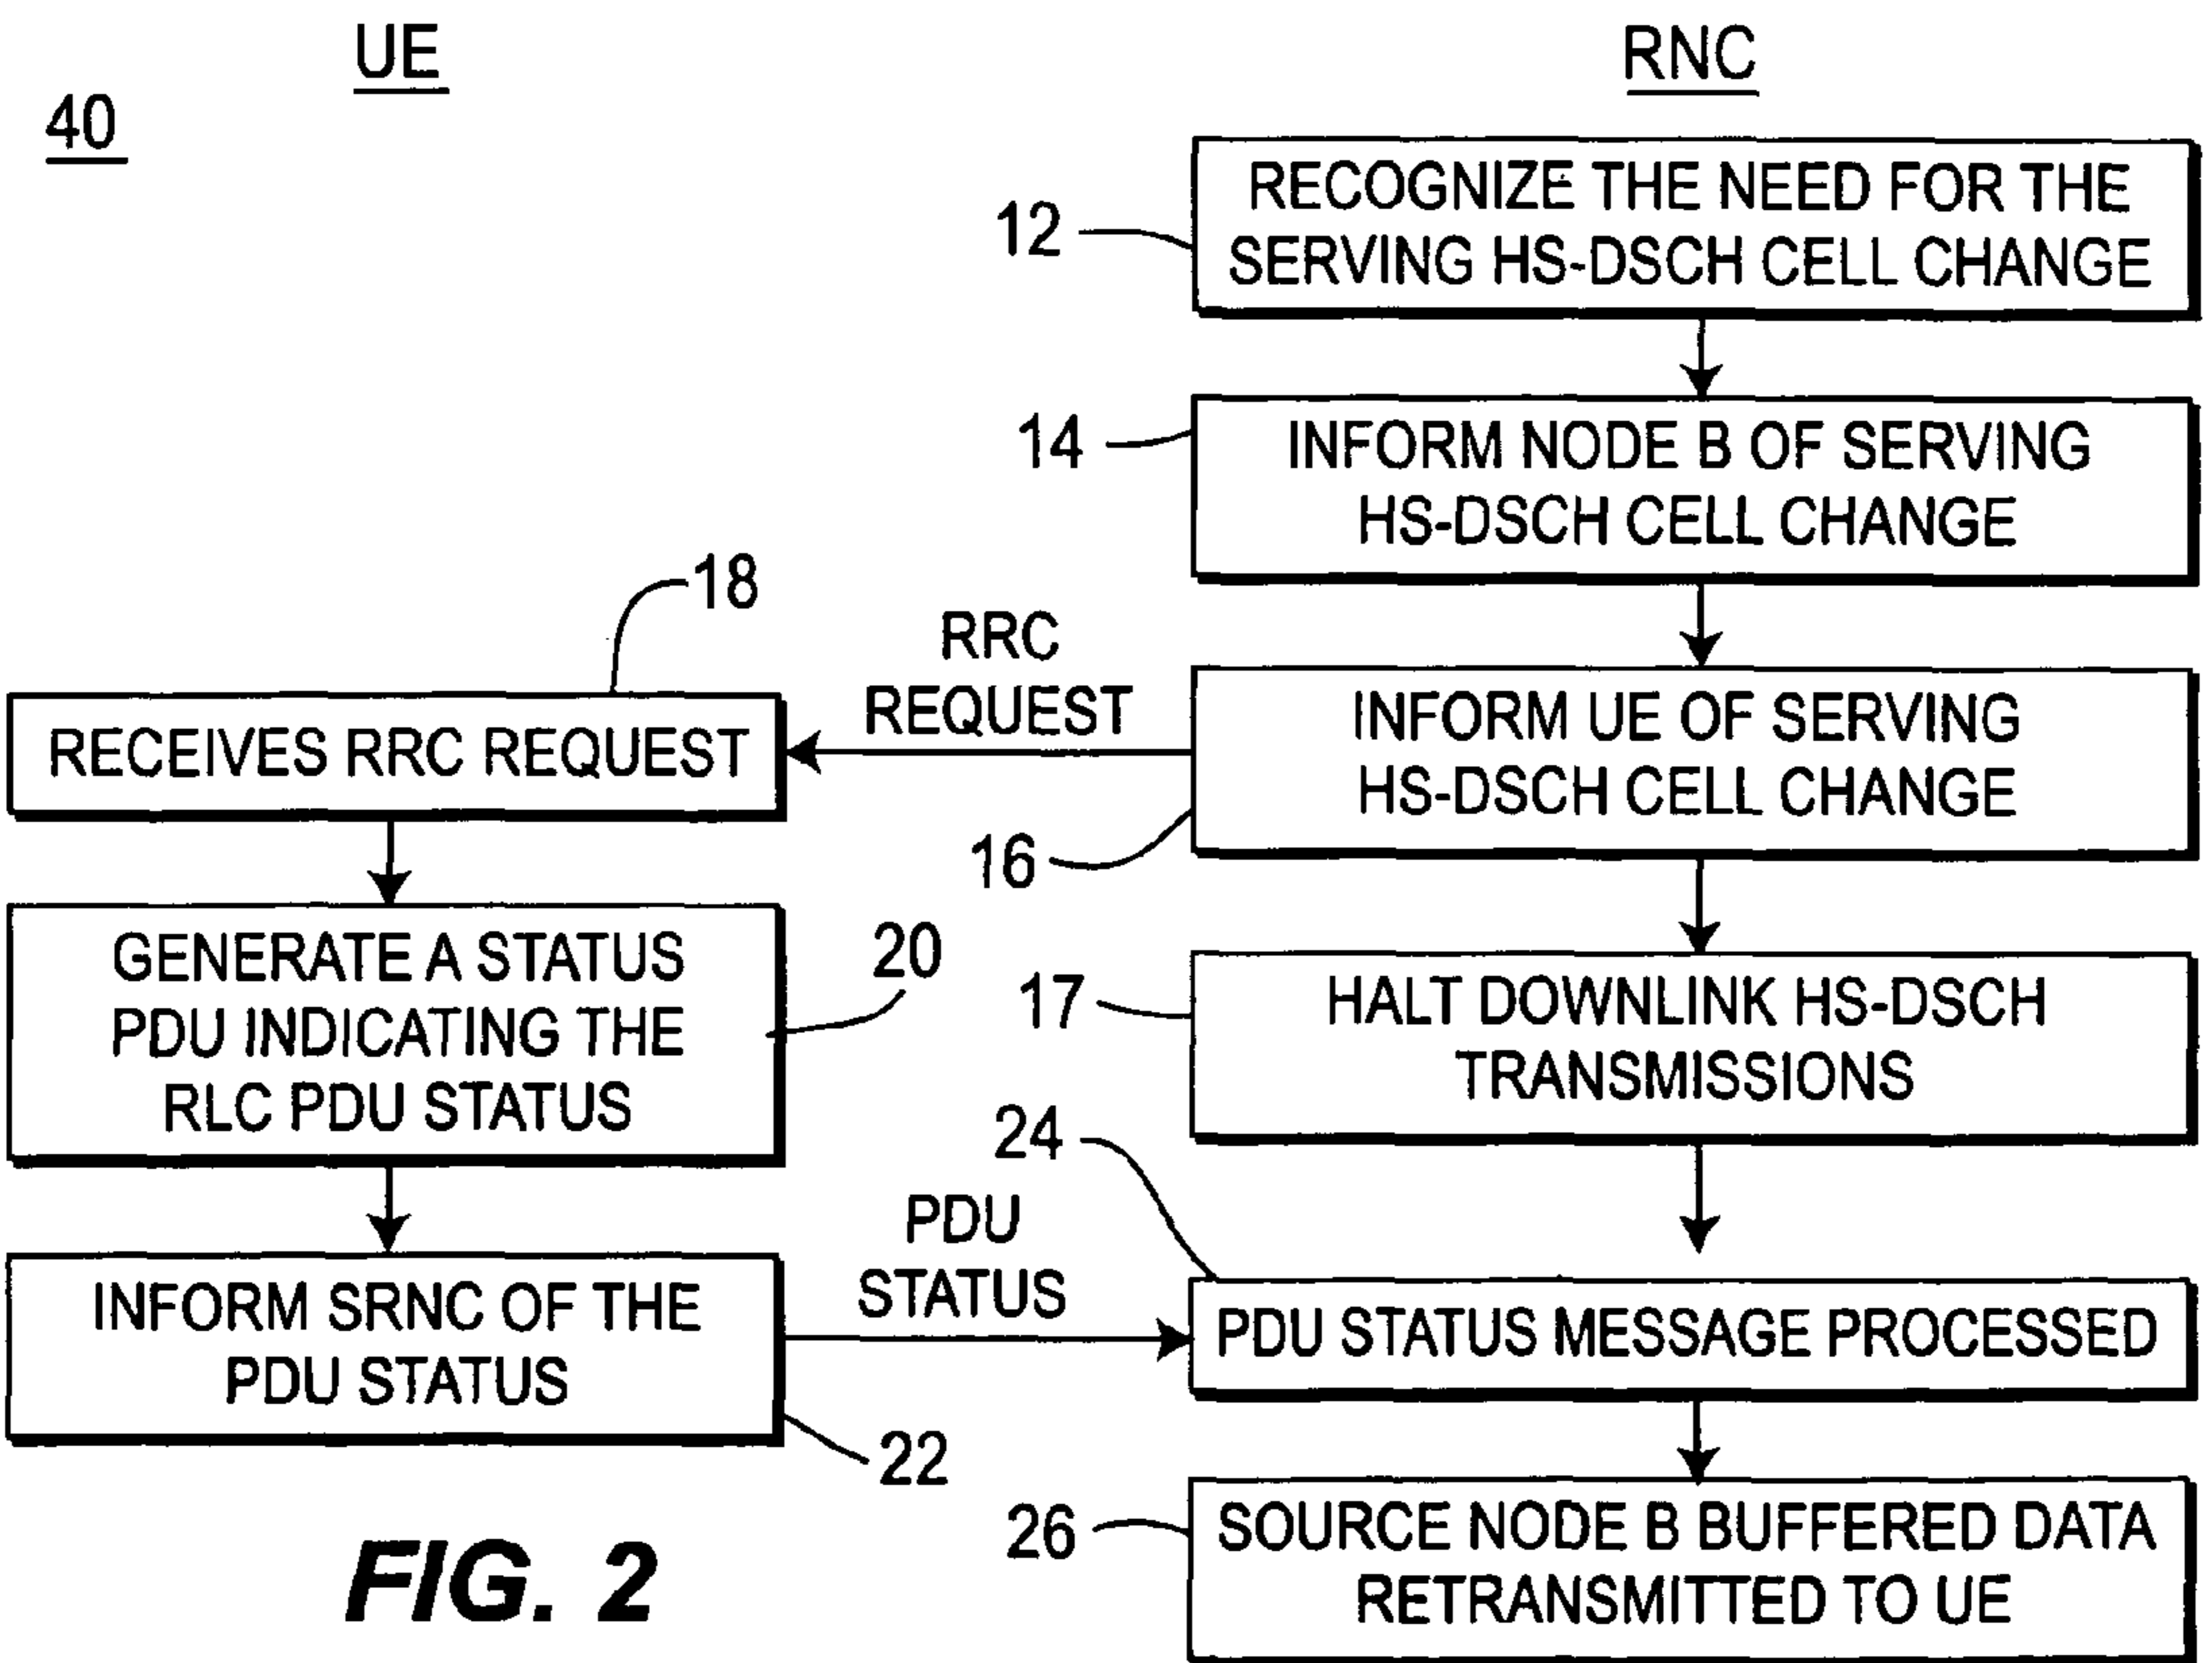 UE
RNC
40
12
RECOGNIZE THE NEED FOR THE
SERVING HS-DSCH CELL CHANGE
14
INFORM NODE B OF SERVING
HS-DSCH CELL CHANGE
18
RRC
REQUEST
RECEIVES RRC REQUEST
INFORM UE OF SERVING
HS-DSCH CELL CHANGE
16
GENERATE A STATUS
PDU INDICATING THE
RLC PDU STATUS
20
17
HALT DOWNLINK HS-DSCH
TRANSMISSIONS
24
PDU
STATUS
INFORM SRNC OF THE
PDU STATUS
22
PDU STATUS MESSAGE PROCESSED
26
SOURCE NODE B BUFFERED DATA
RETRANSMITTED TO UE
FIG. 2